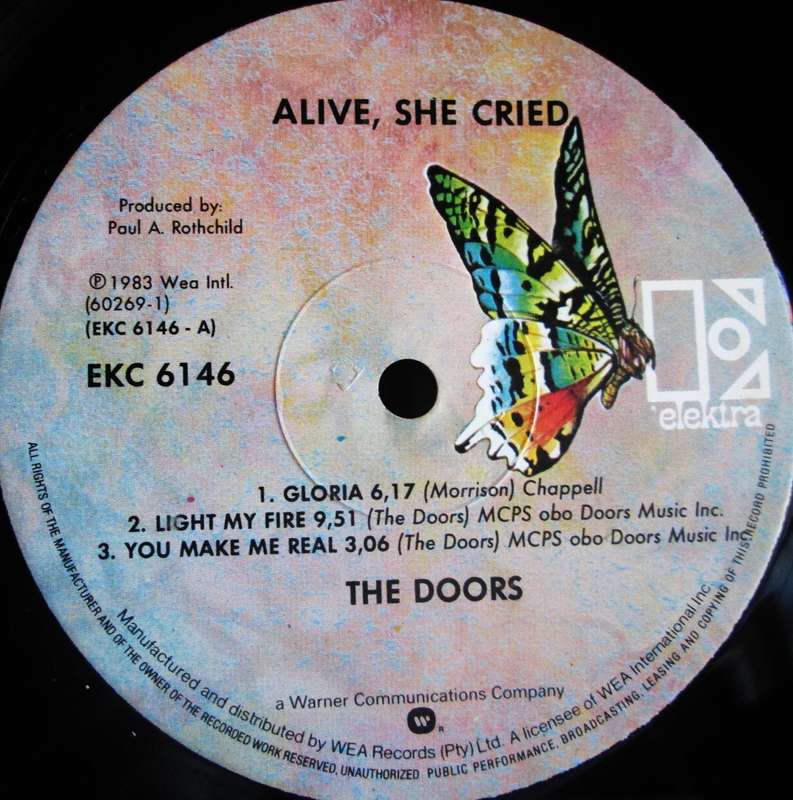 ALIVE, SHE CRIED
Produced by:
Paul A. Rothchild
℗ 1983 Wea Intl.
(60269-1)
(EKC 6146 - A)
EKC 6146
elektra
1. GLORIA 6,17 (Morrison) Chappell
2. LIGHT MY FIRE 9,51 (The Doors) MCPS obo Doors Music Inc.
3. YOU MAKE ME REAL 3,06 (The Doors) MCPS obo Doors Music Inc.
THE DOORS
a Warner Communications Company
W
R
Manufactured and distributed by WEA Records (Pty) Ltd. A licensee of WEA International Inc.
ALL RIGHTS OF THE MANUFACTURER AND OF THE OWNER OF THE RECORDED WORK RESERVED, UNAUTHORIZED PUBLIC PERFORMANCE, BROADCASTING, LEASING AND COPYING OF THIS RECORD PROHIBITED